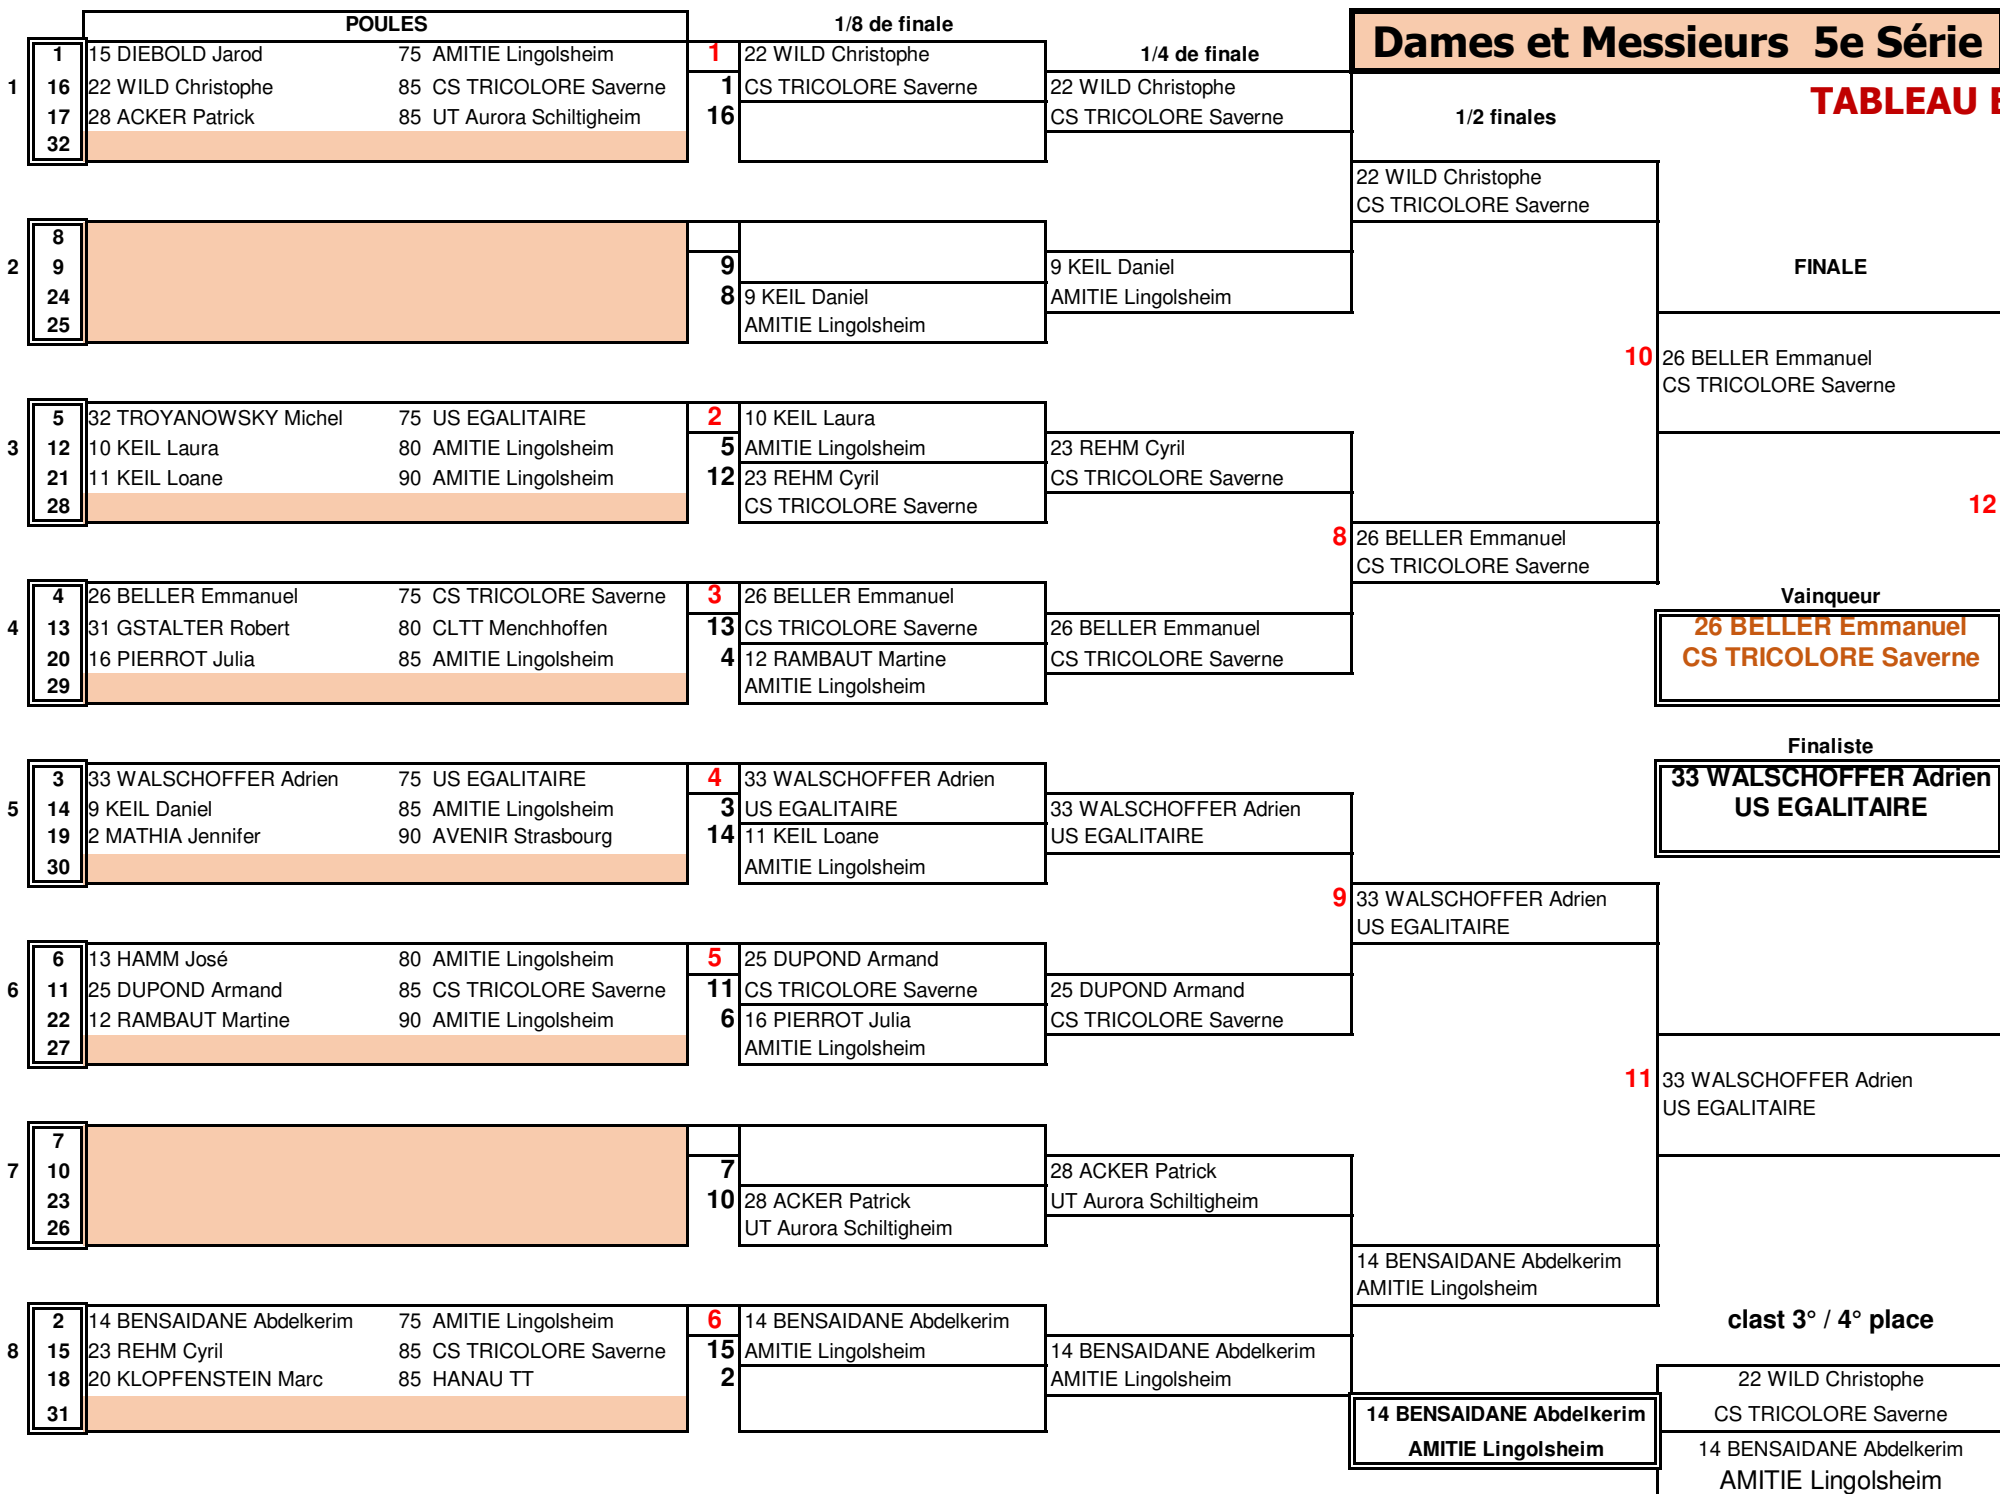 POULES 1/8 de finale
Dames et Messieurs 5e Série
1/4 de finale
TABLEAU
1/2 finales
1 1 15 DIEBOLD Jarod 75 AMITIE Lingolsheim 1 22 WILD Christophe
16 22 WILD Christophe 85 CS TRICOLORE Saverne 1 CS TRICOLORE Saverne 22 WILD Christophe
17 28 ACKER Patrick 85 UT Aurora Schiltigheim 16 CS TRICOLORE Saverne
32
22 WILD Christophe
CS TRICOLORE Saverne
8
2 9 9 9 KEIL Daniel FINALE
24 8 9 KEIL Daniel AMITIE Lingolsheim
25 AMITIE Lingolsheim
10 26 BELLER Emmanuel
CS TRICOLORE Saverne
5 32 TROYANOWSKY Michel 75 US EGALITAIRE 2 10 KEIL Laura
3 12 10 KEIL Laura 80 AMITIE Lingolsheim 5 AMITIE Lingolsheim 23 REHM Cyril
21 11 KEIL Loane 90 AMITIE Lingolsheim 12 23 REHM Cyril CS TRICOLORE Saverne
28 CS TRICOLORE Saverne 12
8 26 BELLER Emmanuel
CS TRICOLORE Saverne
4 26 BELLER Emmanuel 75 CS TRICOLORE Saverne 3 26 BELLER Emmanuel Vainqueur
4 13 31 GSTALTER Robert 80 CLTT Menchhoffen 13 CS TRICOLORE Saverne 26 BELLER Emmanuel 26 BELLER Emmanuel
20 16 PIERROT Julia 85 AMITIE Lingolsheim 4 12 RAMBAUT Martine CS TRICOLORE Saverne CS TRICOLORE Saverne
29 AMITIE Lingolsheim
Finaliste
3 33 WALSCHOFFER Adrien 75 US EGALITAIRE 4 33 WALSCHOFFER Adrien 33 WALSCHOFFER Adrien
5 14 9 KEIL Daniel 85 AMITIE Lingolsheim 3 US EGALITAIRE 33 WALSCHOFFER Adrien US EGALITAIRE
19 2 MATHIA Jennifer 90 AVENIR Strasbourg 14 11 KEIL Loane US EGALITAIRE
30 AMITIE Lingolsheim
9 33 WALSCHOFFER Adrien
US EGALITAIRE
6 13 HAMM José 80 AMITIE Lingolsheim 5 25 DUPOND Armand
6 11 25 DUPOND Armand 85 CS TRICOLORE Saverne 11 CS TRICOLORE Saverne 25 DUPOND Armand
22 12 RAMBAUT Martine 90 AMITIE Lingolsheim 6 16 PIERROT Julia CS TRICOLORE Saverne
27 AMITIE Lingolsheim
11 33 WALSCHOFFER Adrien
US EGALITAIRE
7
7 10 7 28 ACKER Patrick
23 10 28 ACKER Patrick UT Aurora Schiltigheim
26 UT Aurora Schiltigheim
14 BENSAIDANE Abdelkerim
AMITIE Lingolsheim
2 14 BENSAIDANE Abdelkerim 75 AMITIE Lingolsheim 6 14 BENSAIDANE Abdelkerim clast 3° / 4° place
8 15 23 REHM Cyril 85 CS TRICOLORE Saverne 15 AMITIE Lingolsheim 14 BENSAIDANE Abdelkerim
18 20 KLOPFENSTEIN Marc 85 HANAU TT 2 AMITIE Lingolsheim 22 WILD Christophe
31 14 BENSAIDANE Abdelkerim CS TRICOLORE Saverne
AMITIE Lingolsheim 14 BENSAIDANE Abdelkerim
AMITIE Lingolsheim